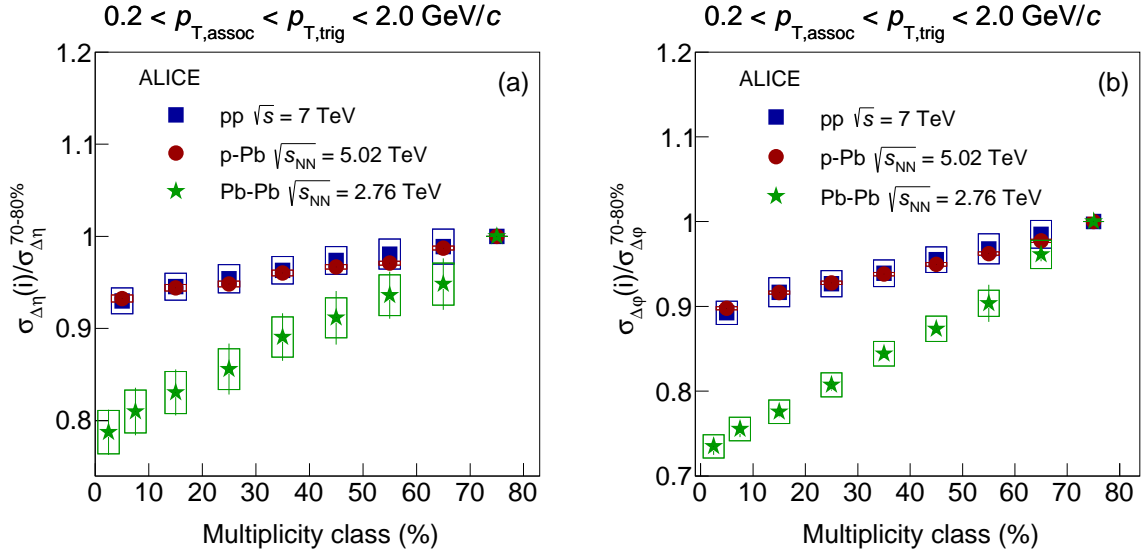 0.2 < p_T,assoc < p_T,trig < 2.0 GeV/c
1.2
1.1
1
0.9
0.8
σ_Δη(i)/σ_Δη^70-80%
ALICE
(a)
pp √s = 7 TeV
p-Pb √s_NN = 5.02 TeV
Pb-Pb √s_NN = 2.76 TeV
0 10 20 30 40 50 60 70 80
Multiplicity class (%)
0.2 < p_T,assoc < p_T,trig < 2.0 GeV/c
1.2
1.1
1
0.9
0.8
0.7
σ_Δφ(i)/σ_Δφ^70-80%
ALICE
(b)
pp √s = 7 TeV
p-Pb √s_NN = 5.02 TeV
Pb-Pb √s_NN = 2.76 TeV
0 10 20 30 40 50 60 70 80
Multiplicity class (%)